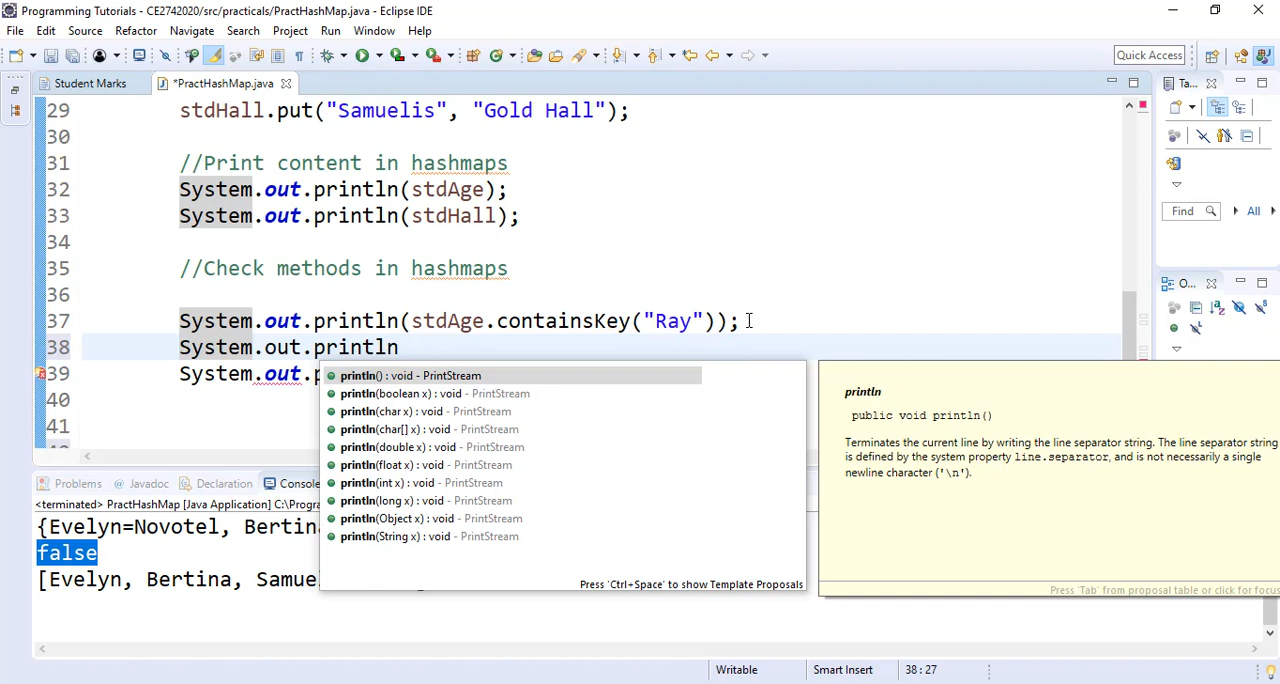 Programming Tutorials - CE2742020/src/practicals/PractHashMap.java - Eclipse IDE
File Edit Source Refactor Navigate Search Project Run Window Help
Quick Access
Student Marks *PractHashMap.java Ta...
29 stdHall.put("Samuelis", "Gold Hall");
30
31 //Print content in hashmaps
32 System.out.println(stdAge);
33 System.out.println(stdHall);
Find All
34
35 //Check methods in hashmaps
O...
36
37 System.out.println(stdAge.containsKey("Ray"));
38 System.out.println
39 System.out.
40
41
println() : void - PrintStream
println(boolean x) : void - PrintStream
println(char x) : void - PrintStream
println(char[] x) : void - PrintStream
println(double x) : void - PrintStream
println(float x) : void - PrintStream
println(int x) : void - PrintStream
println(long x) : void - PrintStream
println(Object x) : void - PrintStream
println(String x) : void - PrintStream
Press 'Ctrl+Space' to show Template Proposals
println
public void println()
Terminates the current line by writing the line separator string. The line separator string
is defined by the system property line.separator, and is not necessarily a single
newline character ('\n').
Press 'Tab' from proposal table or click for focus
Problems Javadoc Declaration Console
<terminated> PractHashMap [Java Application] C:\Progra
{Evelyn=Novotel, Bertina
false
[Evelyn, Bertina, Samuel
Writable Smart Insert 38 : 27